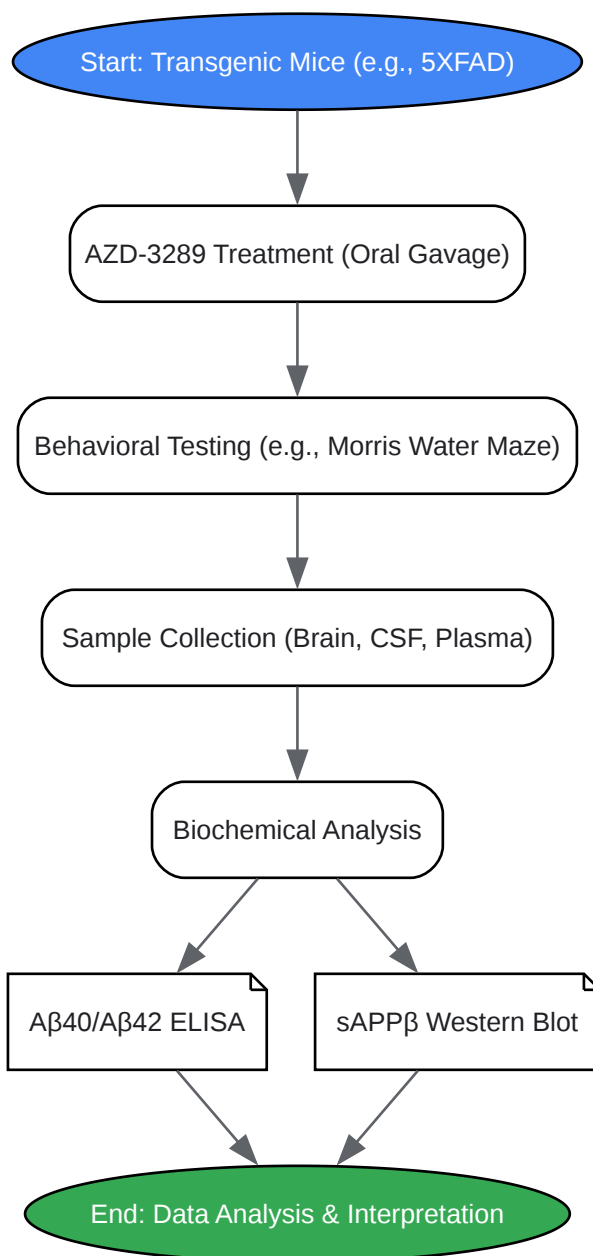 Start: Transgenic Mice (e.g., 5XFAD)
AZD-3289 Treatment (Oral Gavage)
Behavioral Testing (e.g., Morris Water Maze)
Sample Collection (Brain, CSF, Plasma)
Biochemical Analysis
Aβ40/Aβ42 ELISA
sAPPβ Western Blot
End: Data Analysis & Interpretation